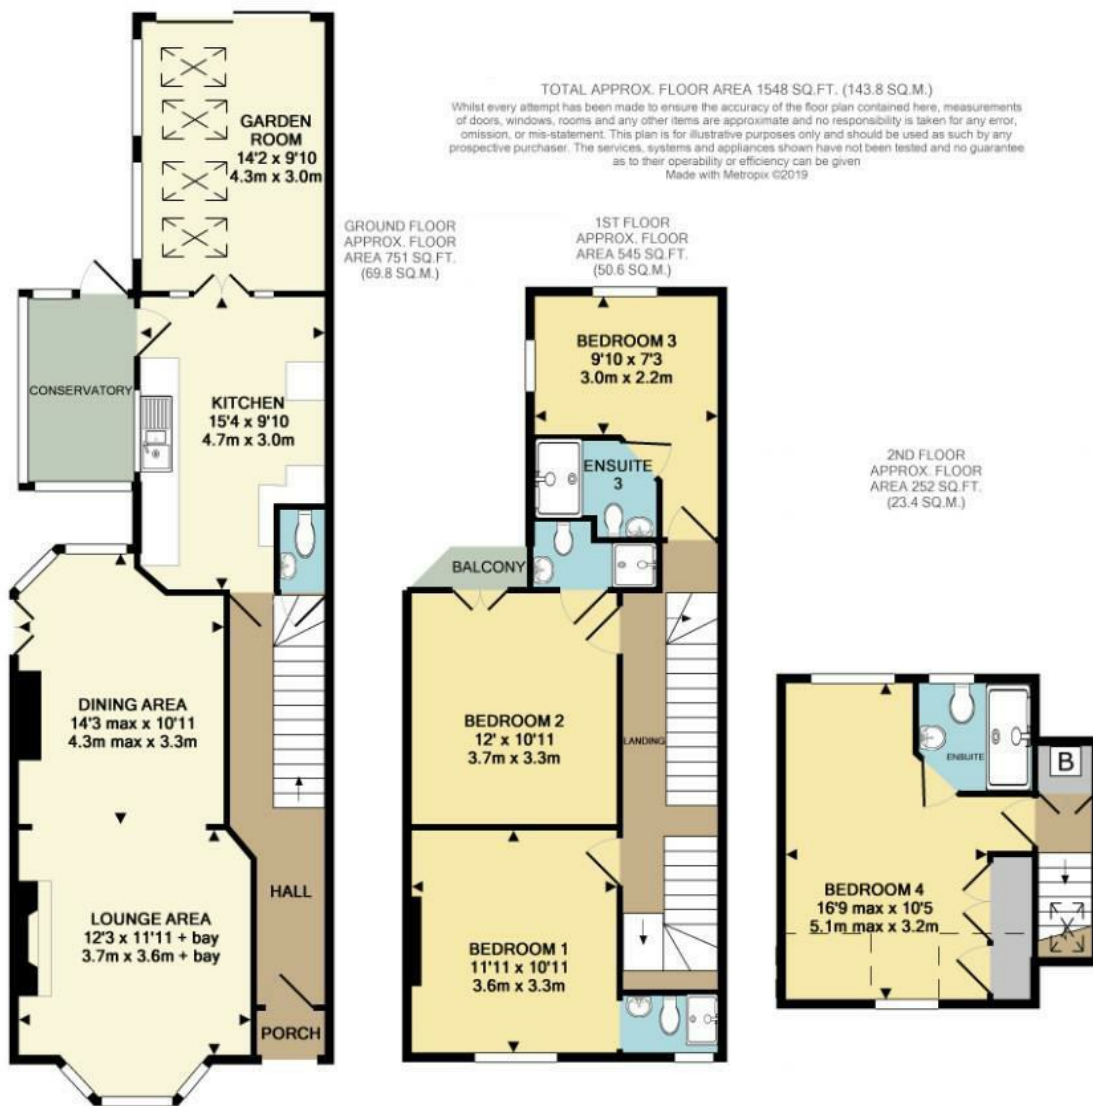 TOTAL APPROX. FLOOR AREA 1548 SQ.FT. (143.8 SQ.M.)
Whilst every attempt has been made to ensure the accuracy of the floor plan contained here, measurements
of doors, windows, rooms and any other items are approximate and no responsibility is taken for any error,
omission, or mis-statement. This plan is for illustrative purposes only and should be used as such by any
prospective purchaser. The services, systems and appliances shown have not been tested and no guarantee
as to their operability or efficiency can be given
Made with Metropix ©2019
GROUND FLOOR
APPROX. FLOOR
AREA 751 SQ.FT.
(69.8 SQ.M.)
GARDEN
ROOM
14'2 x 9'10
4.3m x 3.0m
CONSERVATORY
KITCHEN
15'4 x 9'10
4.7m x 3.0m
DINING AREA
14'3 max x 10'11
4.3m max x 3.3m
LOUNGE AREA
12'3 x 11'11 + bay
3.7m x 3.6m + bay
HALL
PORCH
1ST FLOOR
APPROX. FLOOR
AREA 545 SQ.FT.
(50.6 SQ.M.)
BEDROOM 3
9'10 x 7'3
3.0m x 2.2m
ENSUITE
3
BALCONY
BEDROOM 2
12' x 10'11
3.7m x 3.3m
LANDING
BEDROOM 1
11'11 x 10'11
3.6m x 3.3m
2ND FLOOR
APPROX. FLOOR
AREA 252 SQ.FT.
(23.4 SQ.M.)
ENSUITE
B
BEDROOM 4
16'9 max x 10'5
5.1m max x 3.2m